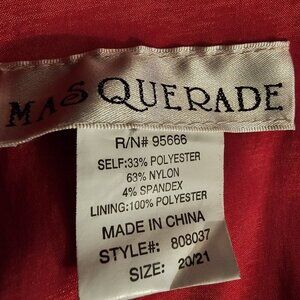 MASQUERADE
R/N# 95666
SELF:33% POLYESTER
63% NYLON
4% SPANDEX
LINING:100% POLYESTER
MADE IN CHINA
STYLE#: 808037
SIZE: 20/21